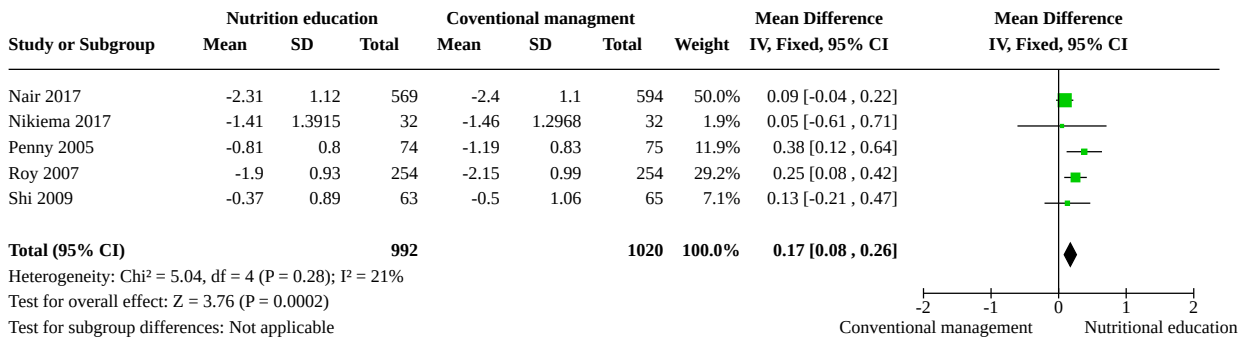 Nutrition education Coventional managment Mean Difference Mean Difference
Study or Subgroup Mean SD Total Mean SD Total Weight IV, Fixed, 95% CI IV, Fixed, 95% CI
Nair 2017 -2.31 1.12 569 -2.4 1.1 594 50.0% 0.09 [-0.04 , 0.22]
Nikiema 2017 -1.41 1.3915 32 -1.46 1.2968 32 1.9% 0.05 [-0.61 , 0.71]
Penny 2005 -0.81 0.8 74 -1.19 0.83 75 11.9% 0.38 [0.12 , 0.64]
Roy 2007 -1.9 0.93 254 -2.15 0.99 254 29.2% 0.25 [0.08 , 0.42]
Shi 2009 -0.37 0.89 63 -0.5 1.06 65 7.1% 0.13 [-0.21 , 0.47]
Total (95% CI) 992 1020 100.0% 0.17 [0.08 , 0.26]
Heterogeneity: Chi² = 5.04, df = 4 (P = 0.28); I² = 21%
Test for overall effect: Z = 3.76 (P = 0.0002)
-2 -1 0 1 2
Test for subgroup differences: Not applicable
Conventional management Nutritional education